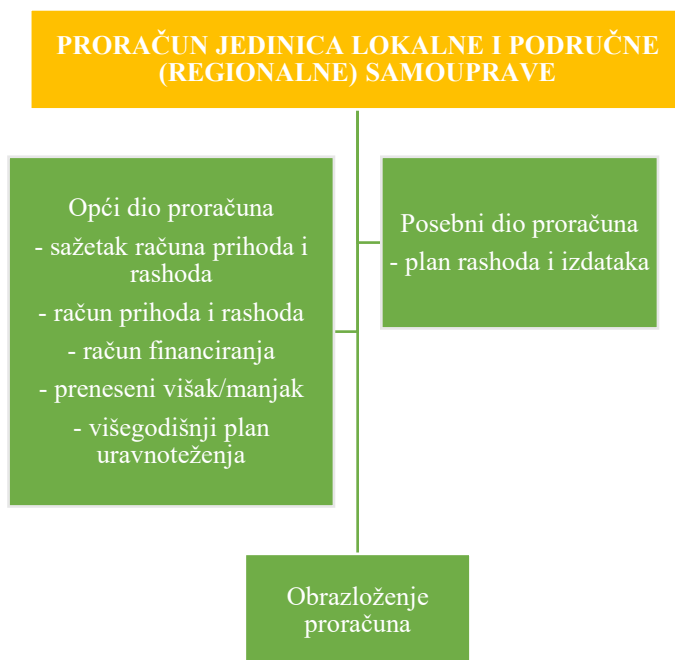 PRORAČUN JEDINICA LOKALNE I PODRUČNE
(REGIONALNE) SAMOUPRAVE
Opći dio proračuna
- sažetak računa prihoda i
rashoda
- račun prihoda i rashoda
- račun financiranja
- preneseni višak/manjak
- višegodišnji plan
uravnoteženja
Posebni dio proračuna
- plan rashoda i izdataka
Obrazloženje
proračuna